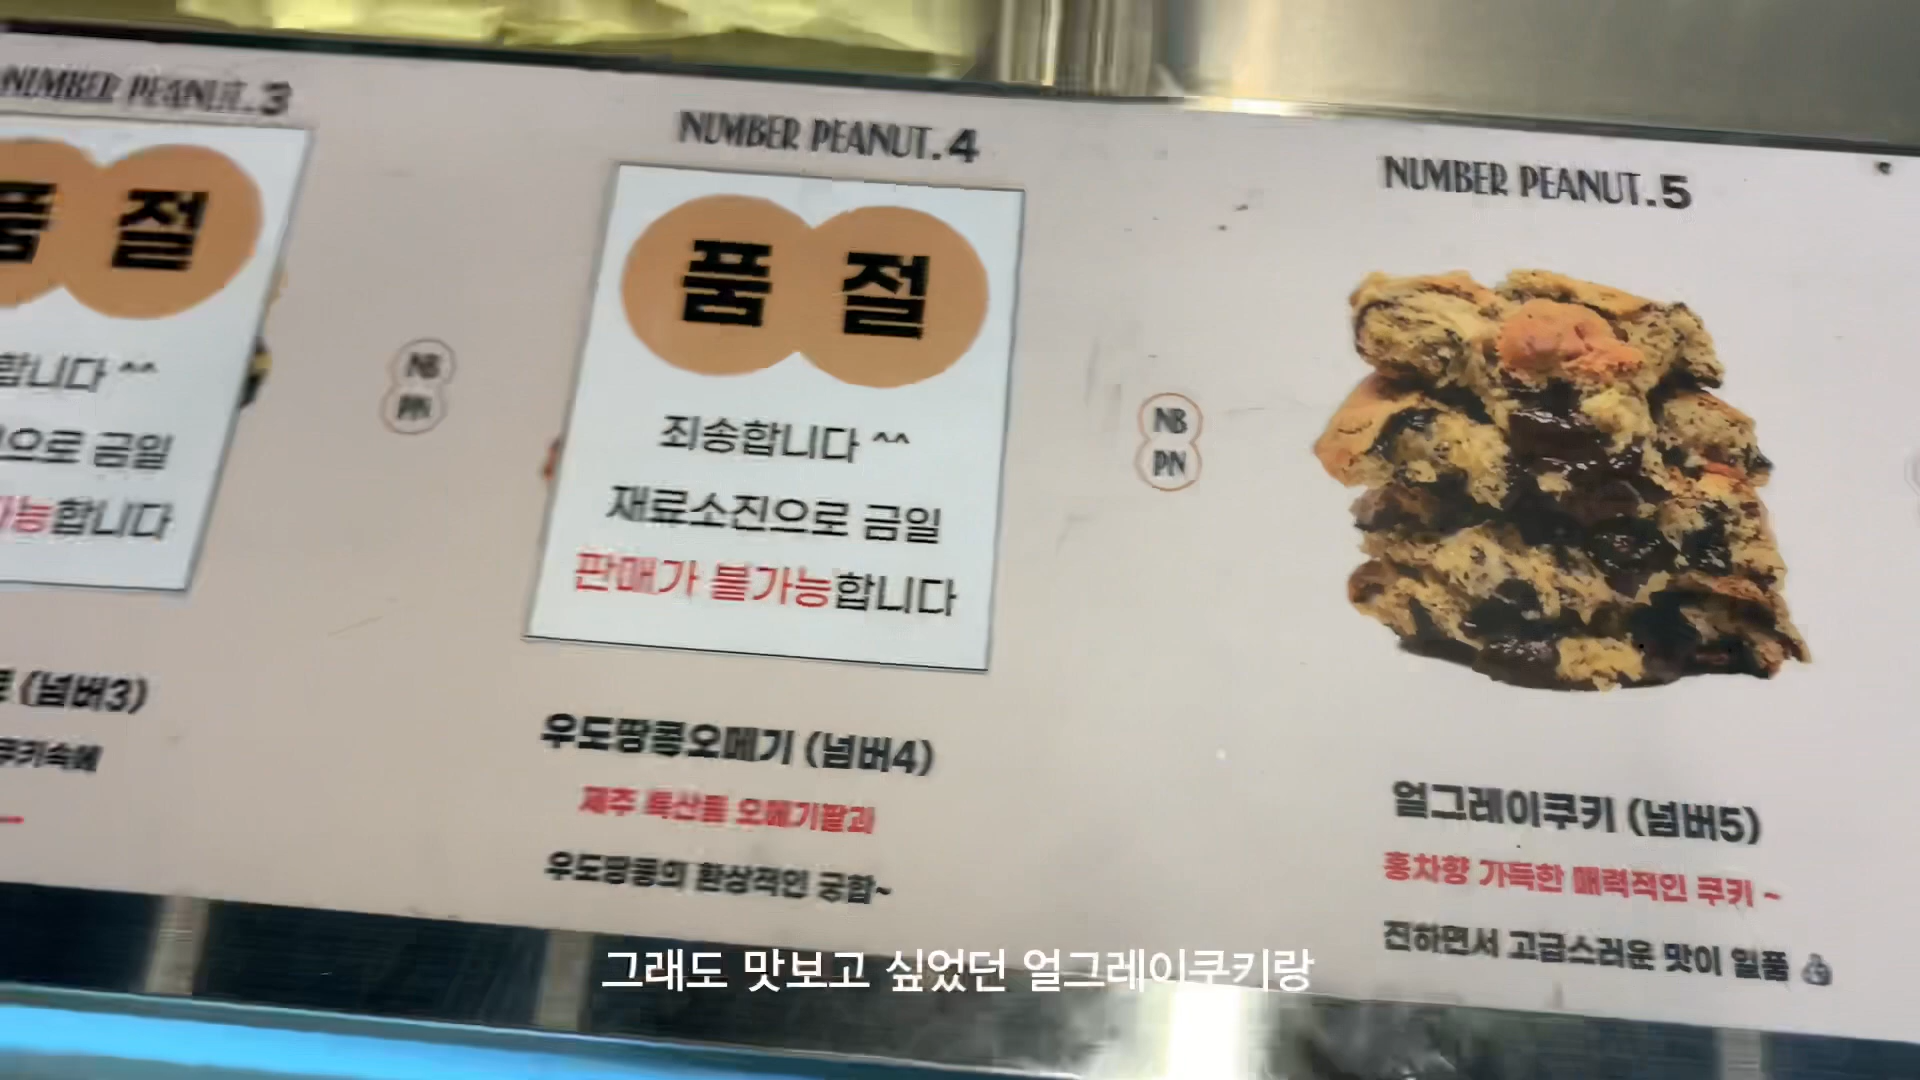 NUMBER PEANUT.3
품 절
합니다 ^^
으로 금일
가능합니다
(넘버3)
쿠키속에
NB
PN
NUMBER PEANUT.4
품 절
죄송합니다 ^^
재료소진으로 금일
판매가 불가능합니다
우도땅콩오메기 (넘버4)
제주 특산물 오메기팥과
우도땅콩의 환상적인 궁합~
NB
PN
NUMBER PEANUT.5
얼그레이쿠키 (넘버5)
홍차향 가득한 매력적인 쿠키 ~
진하면서 고급스러운 맛이 일품 👍
그래도 맛보고 싶었던 얼그레이쿠키랑